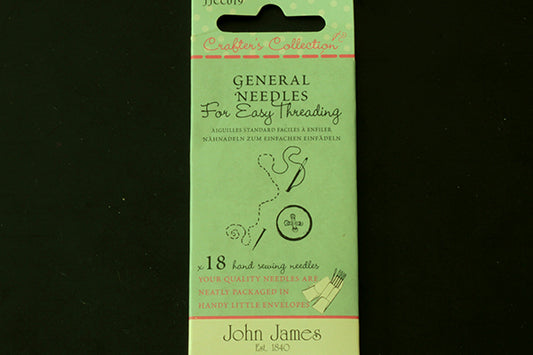 JJCC019
Crafter's Collection
GENERAL
NEEDLES
For Easy Threading
AIGUILLES STANDARD FACILES À ENFILER
NÄHNADELN ZUM EINFACHEN EINFÄDELN
x 18 hand sewing needles
YOUR QUALITY NEEDLES ARE
NEATLY PACKAGED IN
HANDY LITTLE ENVELOPES
John James
Est. 1840